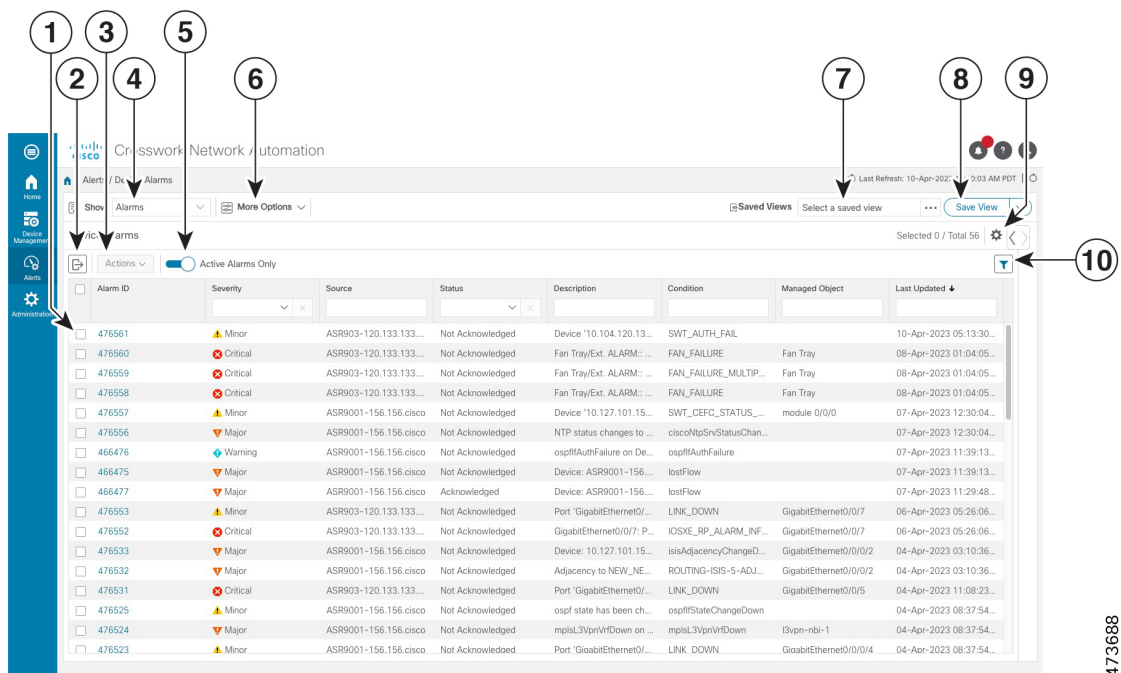 1 3 5
2 4 6 7 8 9
CISCO Crosswork Network Automation
Home
Device
Management
Alerts
Administration
Alerts / Alarms Last Refresh: PDT
Show Alarms More Options Saved Views Select a saved view ... Save View
Selected 0 / Total 56
Actions Active Alarms Only 10
Alarm ID Severity Source Status Description Condition Managed Object Last Updated
476561 Minor ASR903-120.133.133.... Not Acknowledged Device '10.104.120.13... SWT_AUTH_FAIL 10-Apr-2023 05:13:30...
476560 Critical ASR903-120.133.133.... Not Acknowledged Fan Tray/Ext. ALARM:: ... FAN_FAILURE Fan Tray 08-Apr-2023 01:04:05...
476559 Critical ASR903-120.133.133.... Not Acknowledged Fan Tray/Ext. ALARM:: ... FAN_FAILURE_MULTIP... Fan Tray 08-Apr-2023 01:04:05...
476558 Critical ASR903-120.133.133.... Not Acknowledged Fan Tray/Ext. ALARM:: ... FAN_FAILURE Fan Tray 08-Apr-2023 01:04:05...
476557 Minor ASR9001-156.156.cisco Not Acknowledged Device '10.127.101.15... SWT_CEFC_STATUS_... module 0/0/0 07-Apr-2023 12:30:04...
476556 Major ASR9001-156.156.cisco Not Acknowledged NTP status changes to ... ciscoNtpSrvStatusChan... 07-Apr-2023 12:30:04...
466476 Warning ASR9001-156.156.cisco Not Acknowledged ospfIfAuthFailure on De... ospfIfAuthFailure 07-Apr-2023 11:39:13...
466475 Major ASR9001-156.156.cisco Not Acknowledged Device: ASR9001-156.... lostFlow 07-Apr-2023 11:39:13...
466477 Major ASR9001-156.156.cisco Acknowledged Device: ASR9001-156.... lostFlow 07-Apr-2023 11:29:48...
476553 Minor ASR903-120.133.133.... Not Acknowledged Port 'GigabitEthernet0/... LINK_DOWN GigabitEthernet0/0/7 06-Apr-2023 05:26:06...
476552 Critical ASR903-120.133.133.... Not Acknowledged GigabitEthernet0/0/7: P... IOSXE_RP_ALARM_INF... GigabitEthernet0/0/7 06-Apr-2023 05:26:06...
476533 Major ASR9001-156.156.cisco Not Acknowledged Device: 10.127.101.15... isisAdjacencyChangeD... GigabitEthernet0/0/0/2 04-Apr-2023 03:10:36...
476532 Major ASR9001-156.156.cisco Not Acknowledged Adjacency to NEW_NE... ROUTING-ISIS-5-ADJ... GigabitEthernet0/0/0/2 04-Apr-2023 03:10:36...
476531 Critical ASR903-120.133.133.... Not Acknowledged Port 'GigabitEthernet0/... LINK_DOWN GigabitEthernet0/0/5 04-Apr-2023 11:08:23...
476525 Minor ASR9001-156.156.cisco Not Acknowledged ospf state has been ch... ospfIfStateChangeDown 04-Apr-2023 08:37:54...
476524 Major ASR9001-156.156.cisco Not Acknowledged mplsL3VpnVrfDown on ... mplsL3VpnVrfDown l3vpn-nbi-1 04-Apr-2023 08:37:54...
476523 Minor ASR9001-156.156.cisco Not Acknowledged Port 'GigabitEthernet0/... LINK_DOWN GigabitEthernet0/0/0/4 04-Apr-2023 08:37:54...
473688